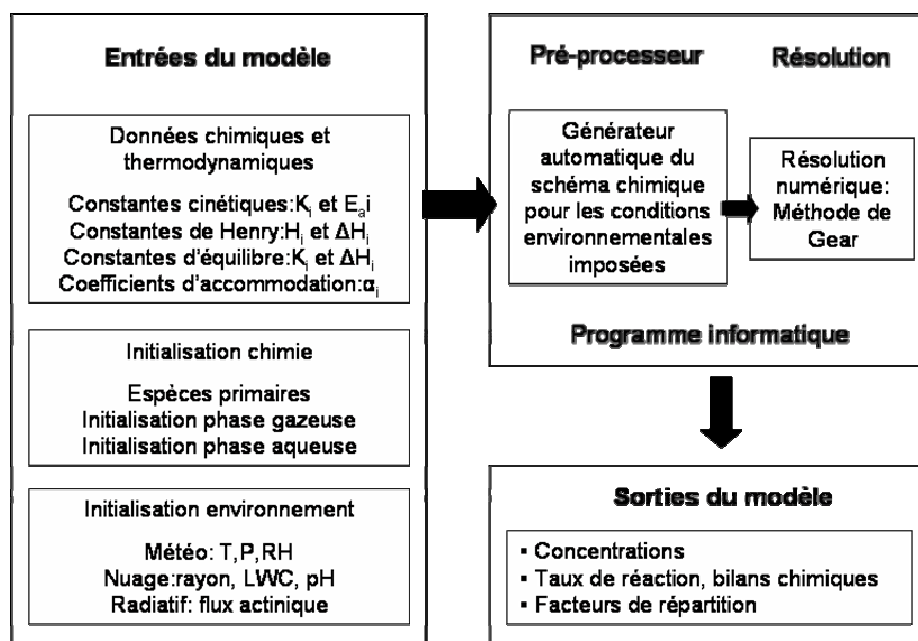 Entrées du modèle
Données chimiques et
thermodynamiques
Constantes cinétiques:Ki et Eai
Constantes de Henry:Hi et ΔHi
Constantes d'équilibre:Ki et ΔHi
Coefficients d'accommodation:αi
Initialisation chimie
Espèces primaires
Initialisation phase gazeuse
Initialisation phase aqueuse
Initialisation environnement
Météo: T,P,RH
Nuage:rayon, LWC, pH
Radiatif: flux actinique
Pré-processeur
Générateur
automatique du
schéma chimique
pour les conditions
environnementales
imposées
Résolution
Résolution
numérique:
Méthode de
Gear
Programme informatique
Sorties du modèle
▪ Concentrations
▪ Taux de réaction, bilans chimiques
▪ Facteurs de répartition